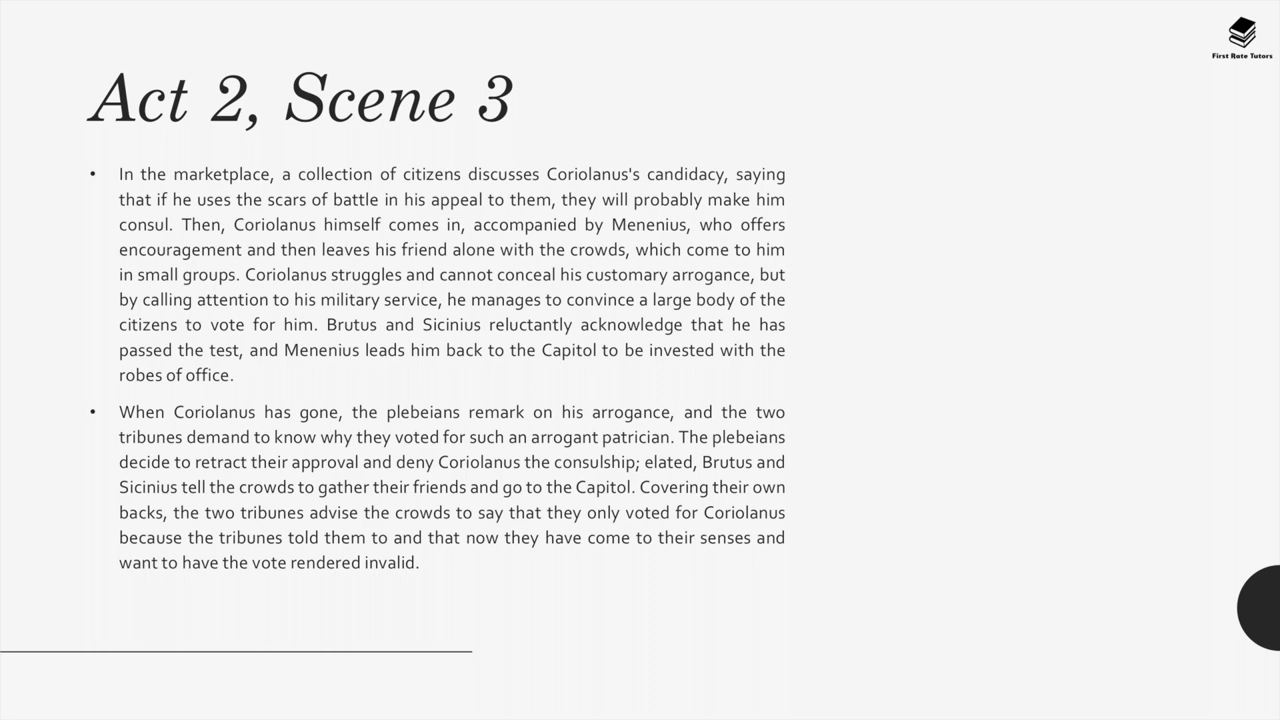 First Rate Tutors
Act 2, Scene 3
• In the marketplace, a collection of citizens discusses Coriolanus's candidacy, saying
that if he uses the scars of battle in his appeal to them, they will probably make him
consul. Then, Coriolanus himself comes in, accompanied by Menenius, who offers
encouragement and then leaves his friend alone with the crowds, which come to him
in small groups. Coriolanus struggles and cannot conceal his customary arrogance, but
by calling attention to his military service, he manages to convince a large body of the
citizens to vote for him. Brutus and Sicinius reluctantly acknowledge that he has
passed the test, and Menenius leads him back to the Capitol to be invested with the
robes of office.
• When Coriolanus has gone, the plebeians remark on his arrogance, and the two
tribunes demand to know why they voted for such an arrogant patrician. The plebeians
decide to retract their approval and deny Coriolanus the consulship; elated, Brutus and
Sicinius tell the crowds to gather their friends and go to the Capitol. Covering their own
backs, the two tribunes advise the crowds to say that they only voted for Coriolanus
because the tribunes told them to and that now they have come to their senses and
want to have the vote rendered invalid.